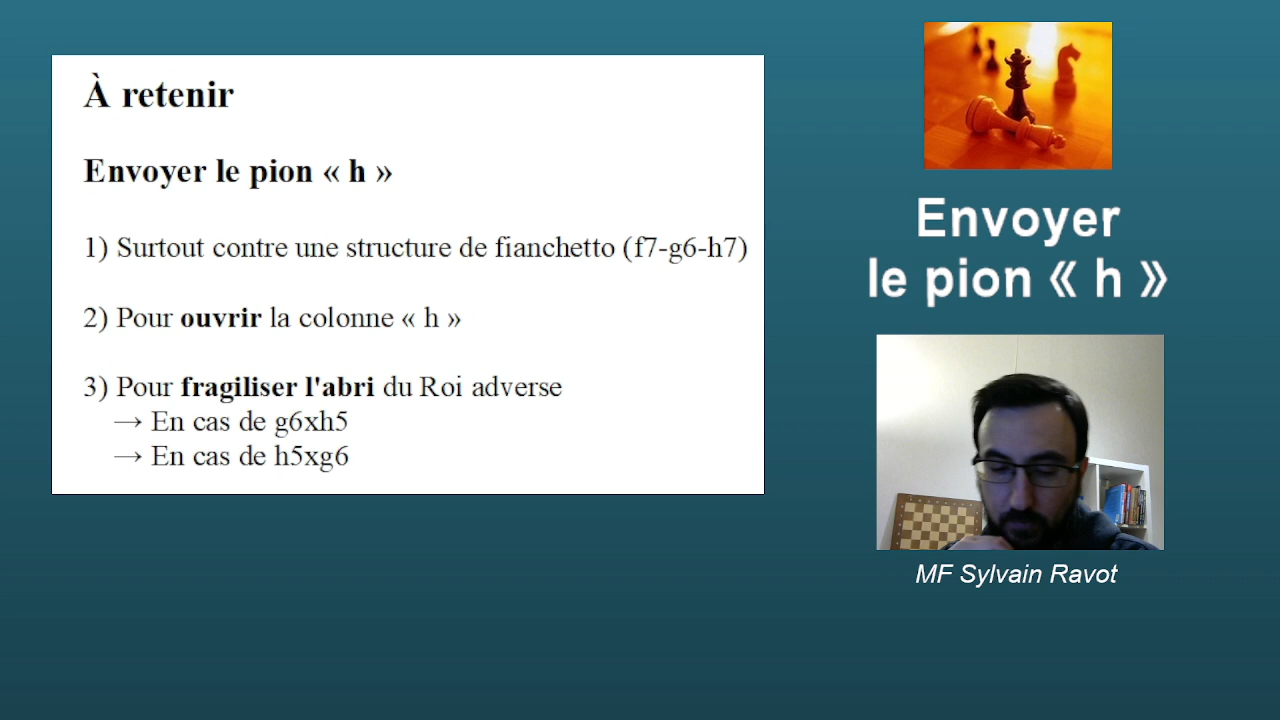 À retenir
Envoyer le pion « h »
1) Surtout contre une structure de fianchetto (f7-g6-h7)
2) Pour ouvrir la colonne « h »
3) Pour fragiliser l'abri du Roi adverse
→ En cas de g6xh5
→ En cas de h5xg6
Envoyer
le pion « h »
MF Sylvain Ravot